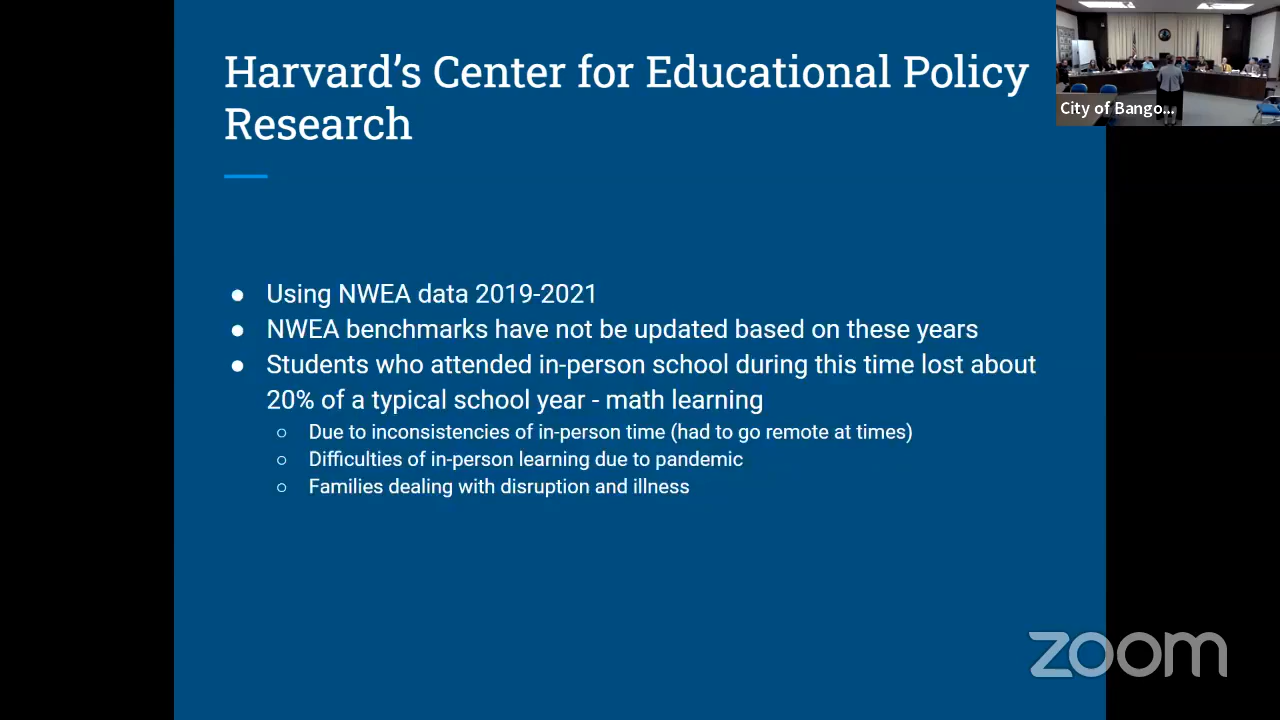 Harvard's Center for Educational Policy
Research
City of Bango...
● Using NWEA data 2019-2021
● NWEA benchmarks have not be updated based on these years
● Students who attended in-person school during this time lost about
20% of a typical school year - math learning
○ Due to inconsistencies of in-person time (had to go remote at times)
○ Difficulties of in-person learning due to pandemic
○ Families dealing with disruption and illness
zoom